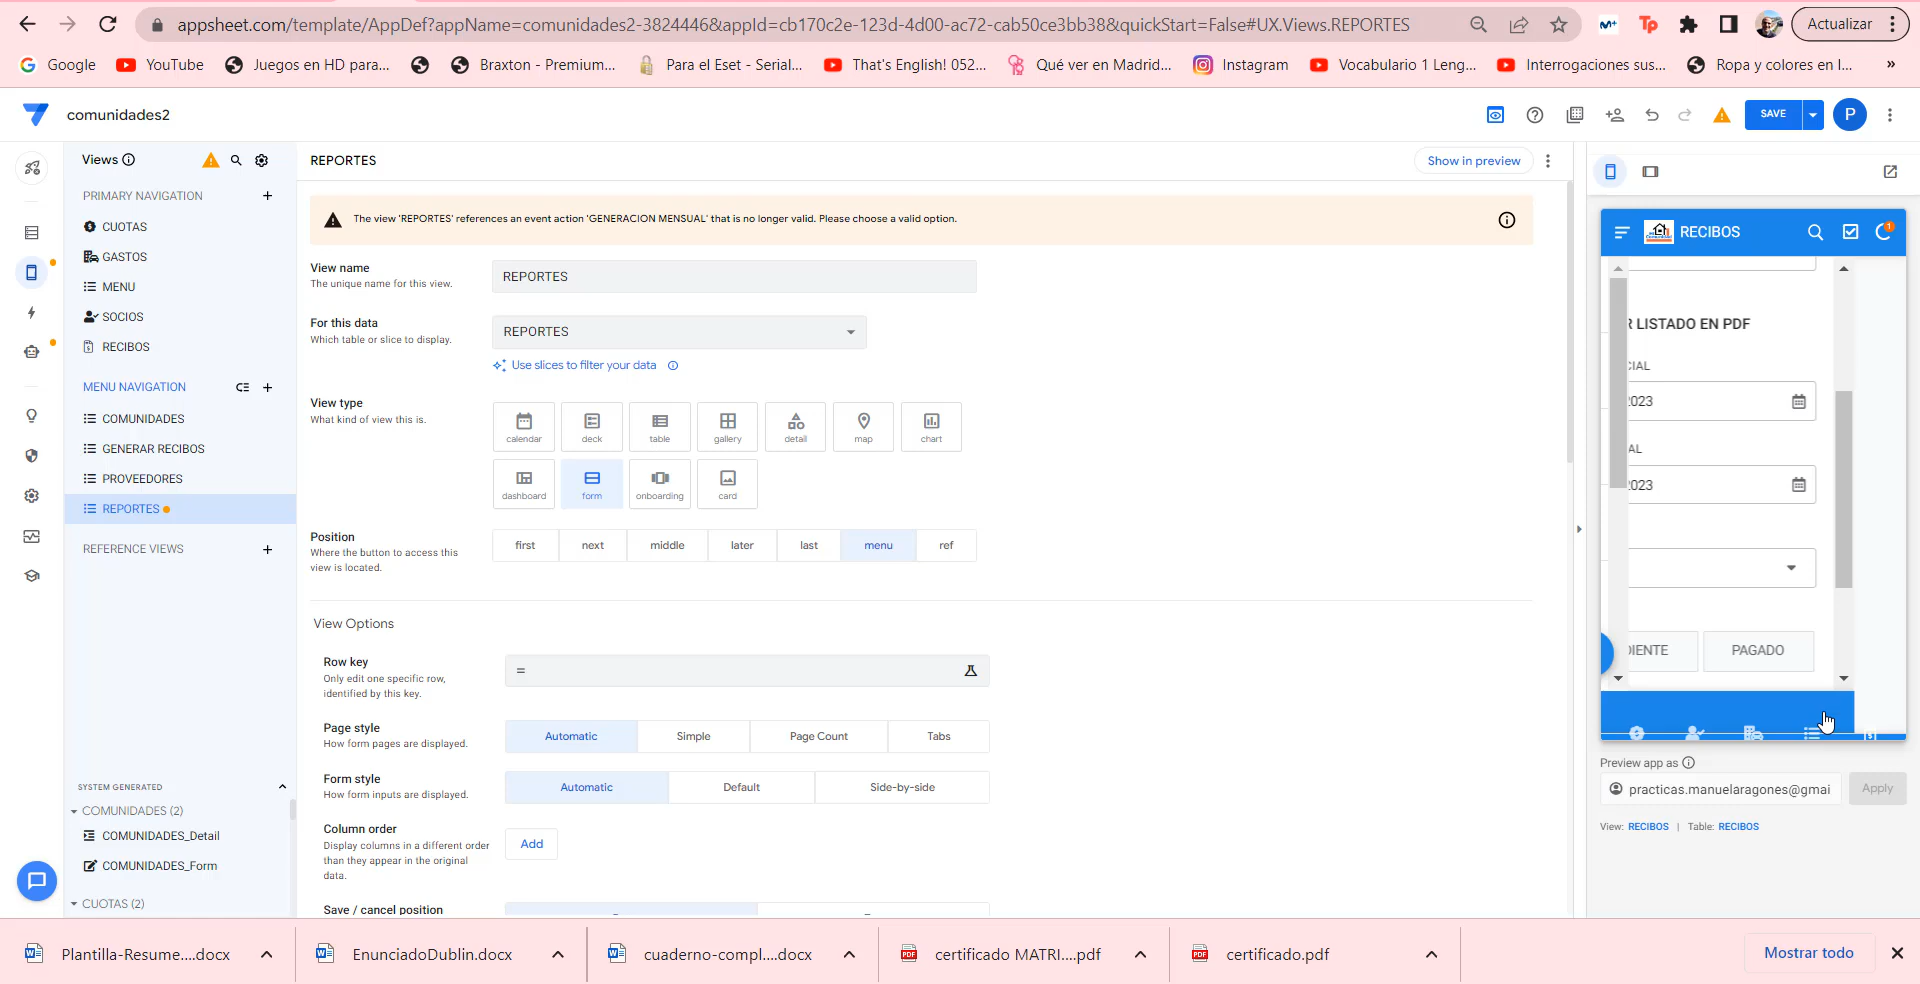 appsheet.com/template/AppDef?appName=comunidades2-3824446&appId=cb170c2e-123d-4d00-ac72-cab50ce3bb38&quickStart=False#UX.Views.REPORTES
Actualizar
Google
YouTube
Juegos en HD para...
Braxton - Premium...
Para el Eset - Serial...
That's English! 052...
Qué ver en Madrid...
Instagram
Vocabulario 1 Leng...
Interrogaciones sus...
Ropa y colores en I...
»
comunidades2
SAVE
P
Views
REPORTES
Show in preview
PRIMARY NAVIGATION
CUOTAS
GASTOS
MENU
SOCIOS
RECIBOS
MENU NAVIGATION
COMUNIDADES
GENERAR RECIBOS
PROVEEDORES
REPORTES
REFERENCE VIEWS
SYSTEM GENERATED
COMUNIDADES (2)
COMUNIDADES_Detail
COMUNIDADES_Form
CUOTAS (2)
The view 'REPORTES' references an event action 'GENERACION MENSUAL' that is no longer valid. Please choose a valid option.
View name
The unique name for this view.
REPORTES
For this data
Which table or slice to display.
REPORTES
Use slices to filter your data
View type
What kind of view this is.
calendar
deck
table
gallery
detail
map
chart
dashboard
form
onboarding
card
Position
Where the button to access this
view is located.
first
next
middle
later
last
menu
ref
View Options
Row key
Only edit one specific row,
identified by this key.
=
Page style
How form pages are displayed.
Automatic
Simple
Page Count
Tabs
Form style
How form inputs are displayed.
Automatic
Default
Side-by-side
Column order
Display columns in a different order
than they appear in the original
data.
Add
Save / cancel position
RECIBOS
1
R LISTADO EN PDF
CIAL
2023
AL
2023
DIENTE
PAGADO
Preview app as
practicas.manuelaragones@gmai
Apply
View: RECIBOS | Table: RECIBOS
Plantilla-Resume....docx
EnunciadoDublin.docx
cuaderno-compl....docx
certificado MATRI....pdf
certificado.pdf
Mostrar todo